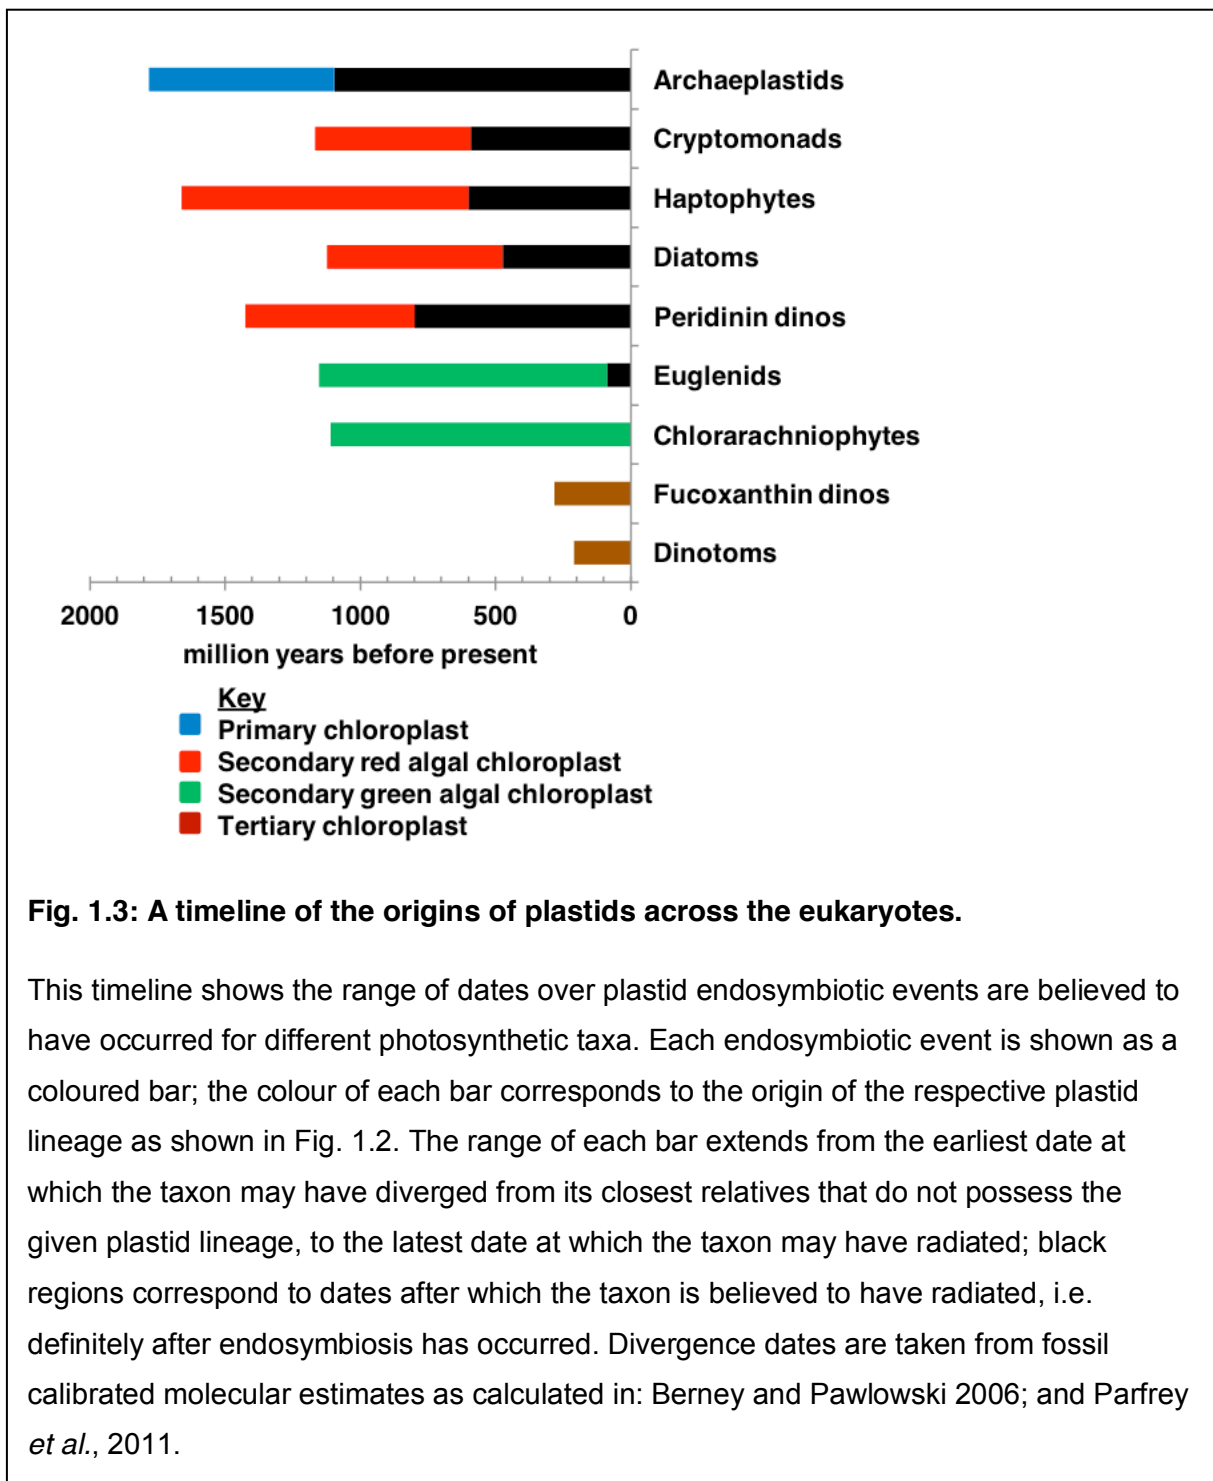 Archaeplastids
Cryptomonads
Haptophytes
Diatoms
Peridinin dinos
Euglenids
Chlorarachniophytes
Fucoxanthin dinos
Dinotoms
2000 1500 1000 500 0
million years before present
Key
Primary chloroplast
Secondary red algal chloroplast
Secondary green algal chloroplast
Tertiary chloroplast
Fig. 1.3: A timeline of the origins of plastids across the eukaryotes.
This timeline shows the range of dates over plastid endosymbiotic events are believed to
have occurred for different photosynthetic taxa. Each endosymbiotic event is shown as a
coloured bar; the colour of each bar corresponds to the origin of the respective plastid
lineage as shown in Fig. 1.2. The range of each bar extends from the earliest date at
which the taxon may have diverged from its closest relatives that do not possess the
given plastid lineage, to the latest date at which the taxon may have radiated; black
regions correspond to dates after which the taxon is believed to have radiated, i.e.
definitely after endosymbiosis has occurred. Divergence dates are taken from fossil
calibrated molecular estimates as calculated in: Berney and Pawlowski 2006; and Parfrey
et al., 2011.